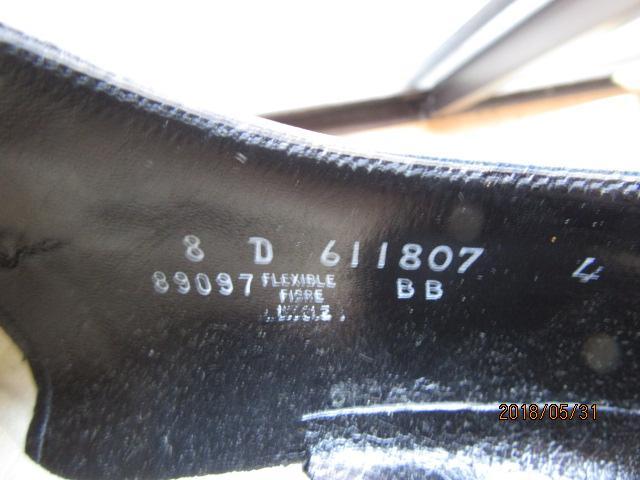 8 D 611807 4
89097 FLEXIBLE BB
FIBRE
2018/05/31